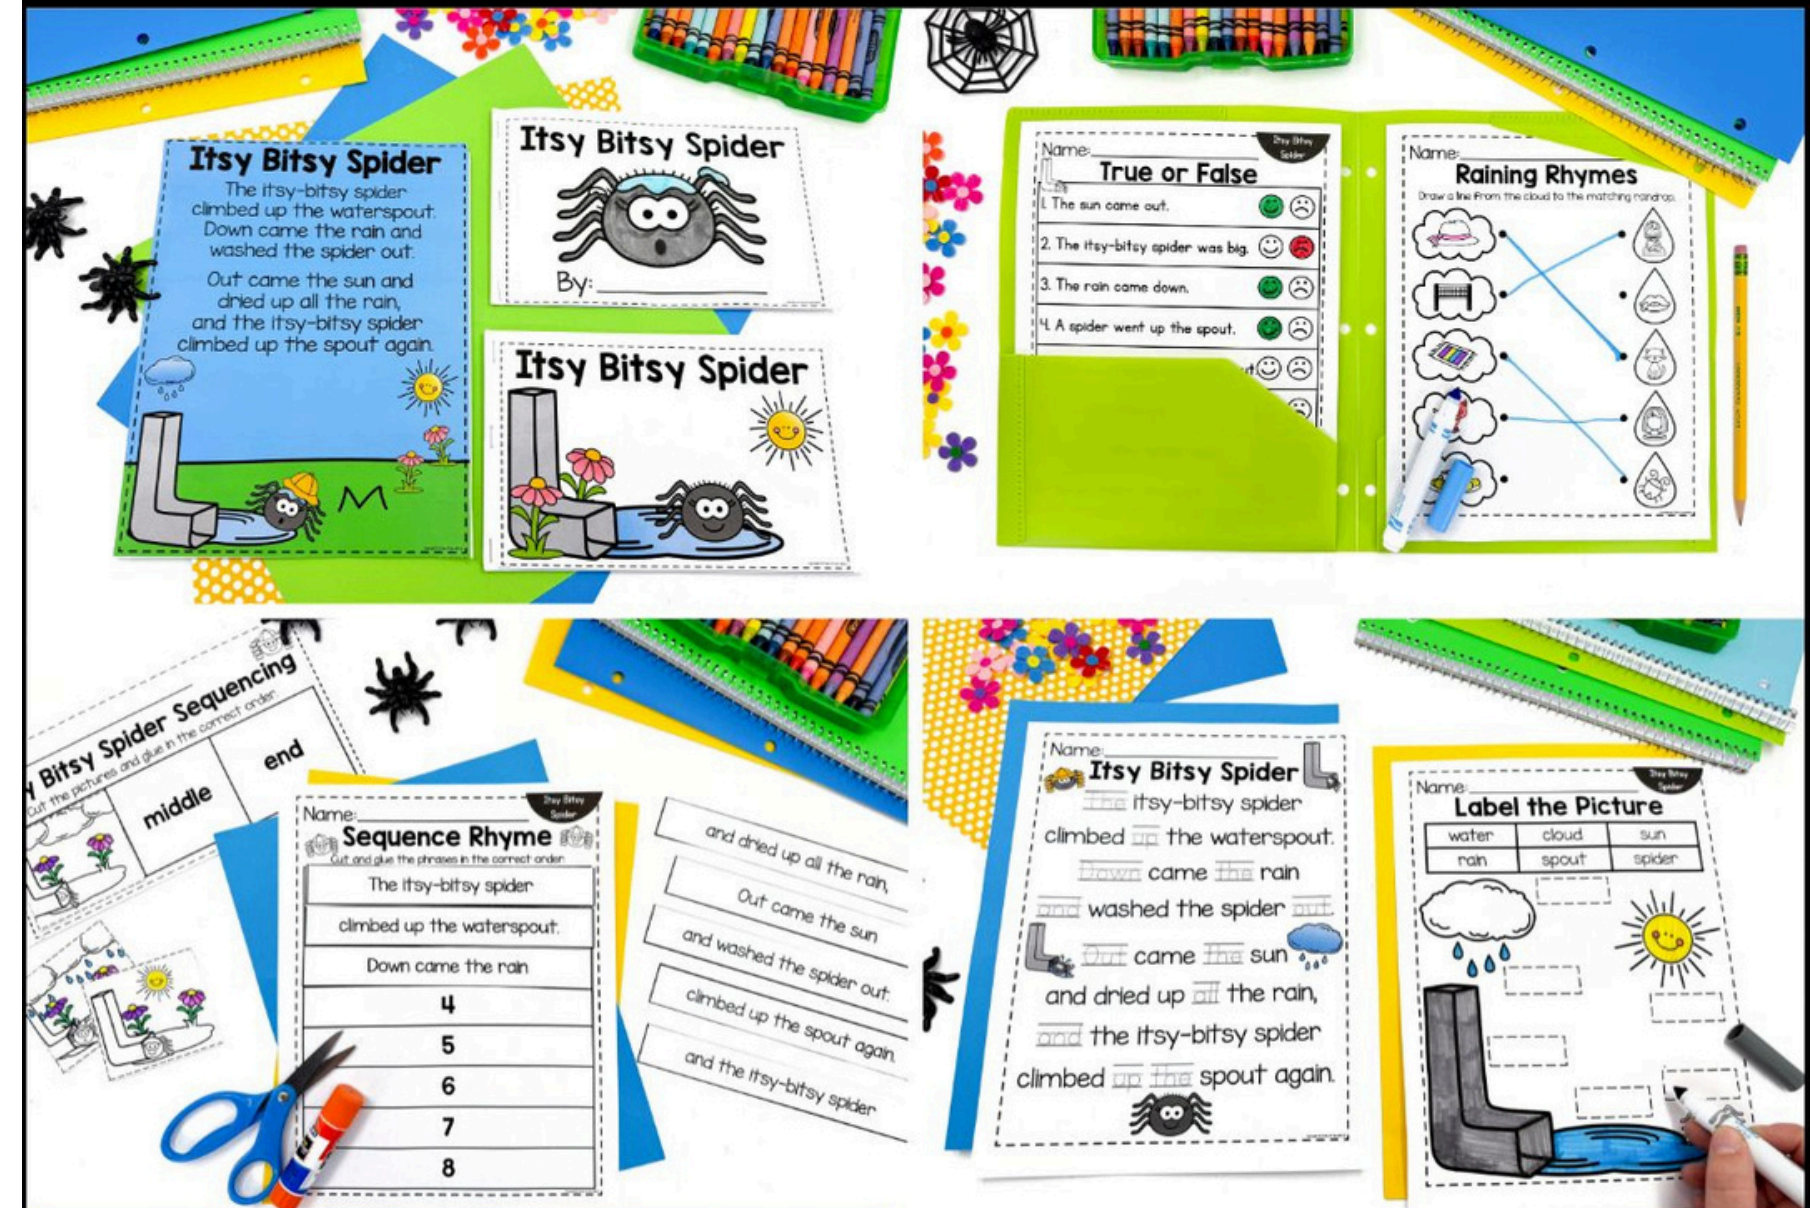 Itsy Bitsy Spider
The itsy-bitsy spider
climbed up the waterspout.
Down came the rain and
washed the spider out.
Out came the sun and
dried up all the rain,
and the itsy-bitsy spider
climbed up the spout again.
M
Itsy Bitsy Spider
By:
Itsy Bitsy Spider
Name:
Itsy Bitsy
Spider
True or False
1. The sun came out.
2. The itsy-bitsy spider was big.
3. The rain came down.
4. A spider went up the spout.
Name:
Raining Rhymes
Draw a line from the cloud to the matching raindrop.
y Bitsy Spider Sequencing
Cut the pictures and glue in the correct order.
middle
end
Name:
Itsy Bitsy
Spider
Sequence Rhyme
Cut and glue the phrases in the correct order.
The itsy-bitsy spider
climbed up the waterspout.
Down came the rain
4
5
6
7
8
and dried up all the rain,
Out came the sun
and washed the spider out.
climbed up the spout again.
and the itsy-bitsy spider
Name:
Itsy Bitsy Spider
The itsy-bitsy spider
climbed up the waterspout.
Down came the rain
and washed the spider out.
Out came the sun
and dried up all the rain,
and the itsy-bitsy spider
climbed up the spout again.
Name:
Itsy Bitsy
Spider
Label the Picture
water cloud sun
rain spout spider